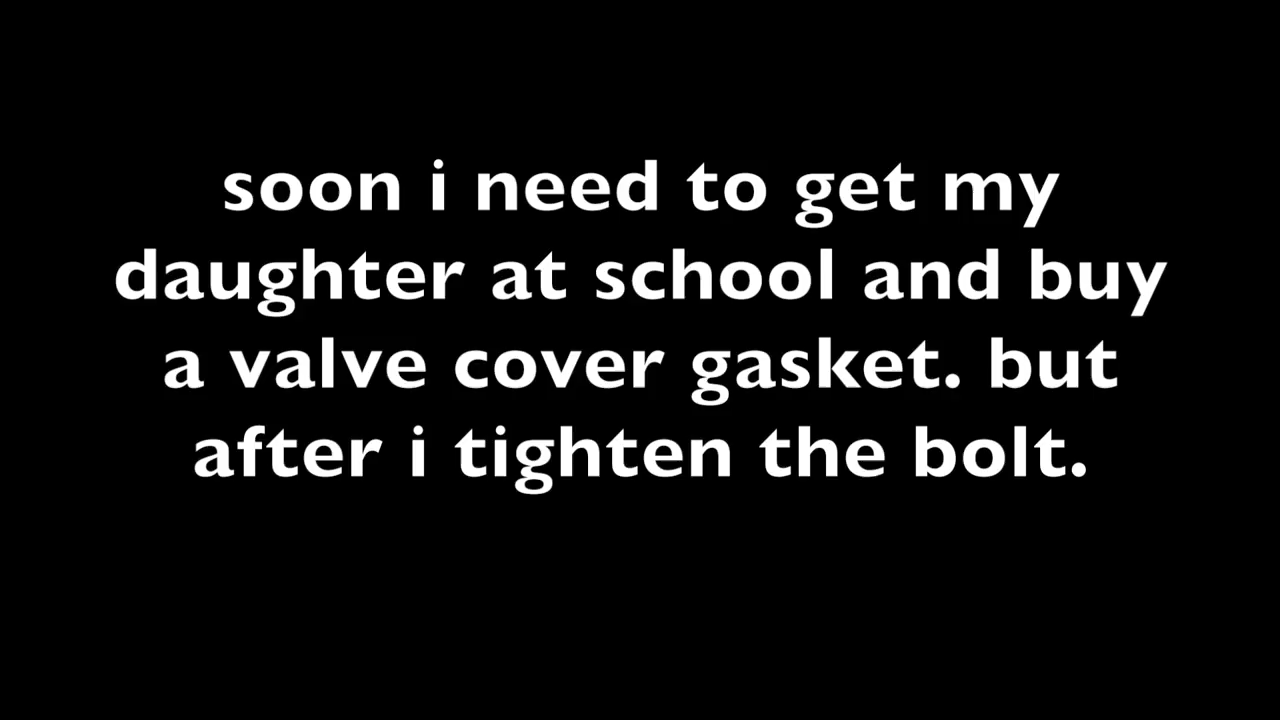 soon i need to get my
daughter at school and buy
a valve cover gasket. but
after i tighten the bolt.